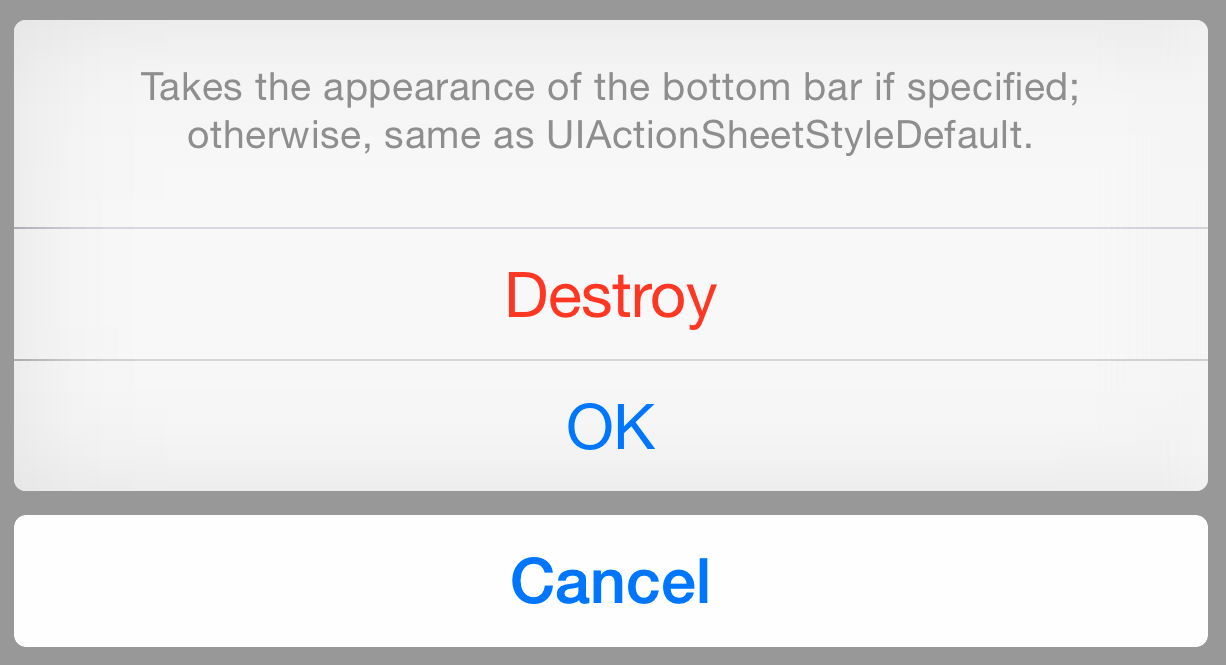 Takes the appearance of the bottom bar if specified;
otherwise, same as UIActionSheetStyleDefault.
Destroy
OK
Cancel